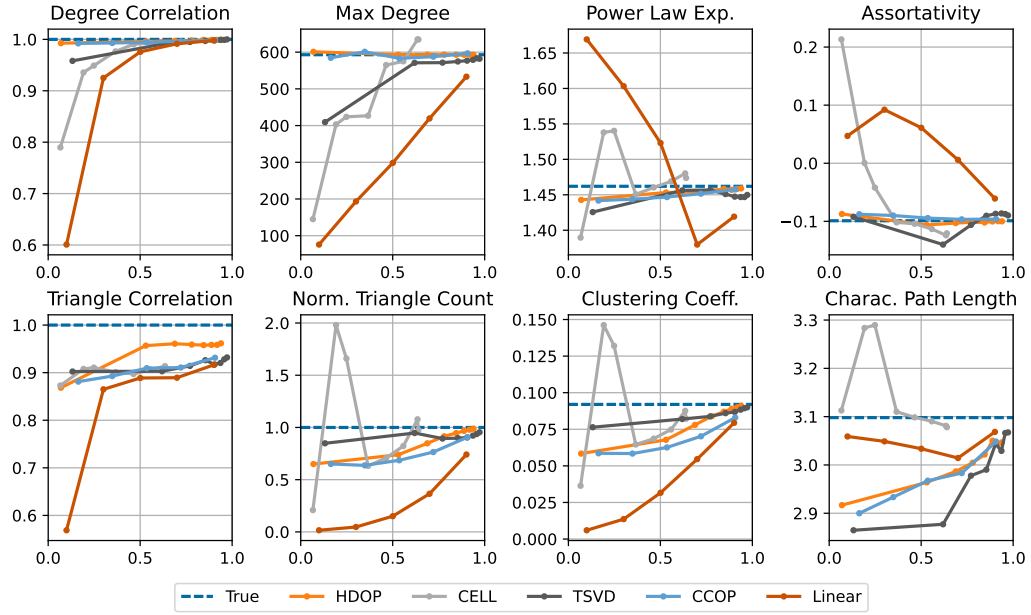 Degree Correlation
1.0
0.9
0.8
0.7
0.6
0.0 0.5 1.0
Max Degree
600
500
400
300
200
100
0.0 0.5 1.0
Power Law Exp.
1.65
1.60
1.55
1.50
1.45
1.40
0.0 0.5 1.0
Assortativity
0.2
0.1
0.0
−0.1
0.0 0.5 1.0
Triangle Correlation
1.0
0.9
0.8
0.7
0.6
0.0 0.5 1.0
Norm. Triangle Count
2.0
1.5
1.0
0.5
0.0
0.0 0.5 1.0
Clustering Coeff.
0.150
0.125
0.100
0.075
0.050
0.025
0.000
0.0 0.5 1.0
Charac. Path Length
3.3
3.2
3.1
3.0
2.9
0.0 0.5 1.0
True HDOP CELL TSVD CCOP Linear